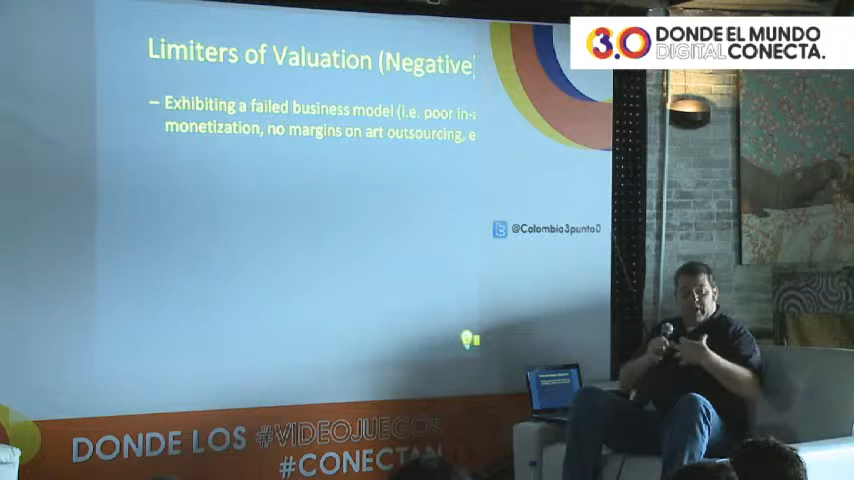 3.0 DONDE EL MUNDO
DIGITAL CONECTA.
Limiters of Valuation (Negative)
– Exhibiting a failed business model (i.e. poor in-
monetization, no margins on art outsourcing, e
@Colombia3punto0
DONDE LOS #VIDEOJUEGOS
#CONECTAN